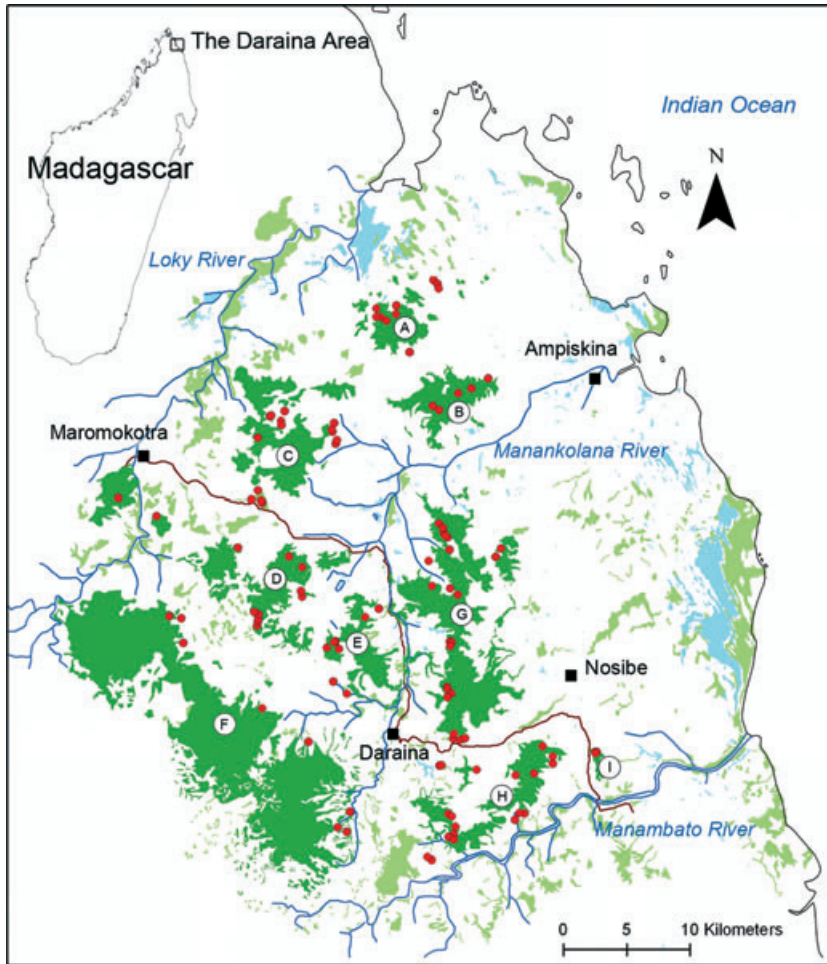 The Daraina Area
Indian Ocean
Madagascar
N
Loky River
A
Ampiskina
B
Maromokotra
Manankolana River
C
D
G
E
Nosibe
F
Daraina
I
H
Manambato River
0 5 10 Kilometers